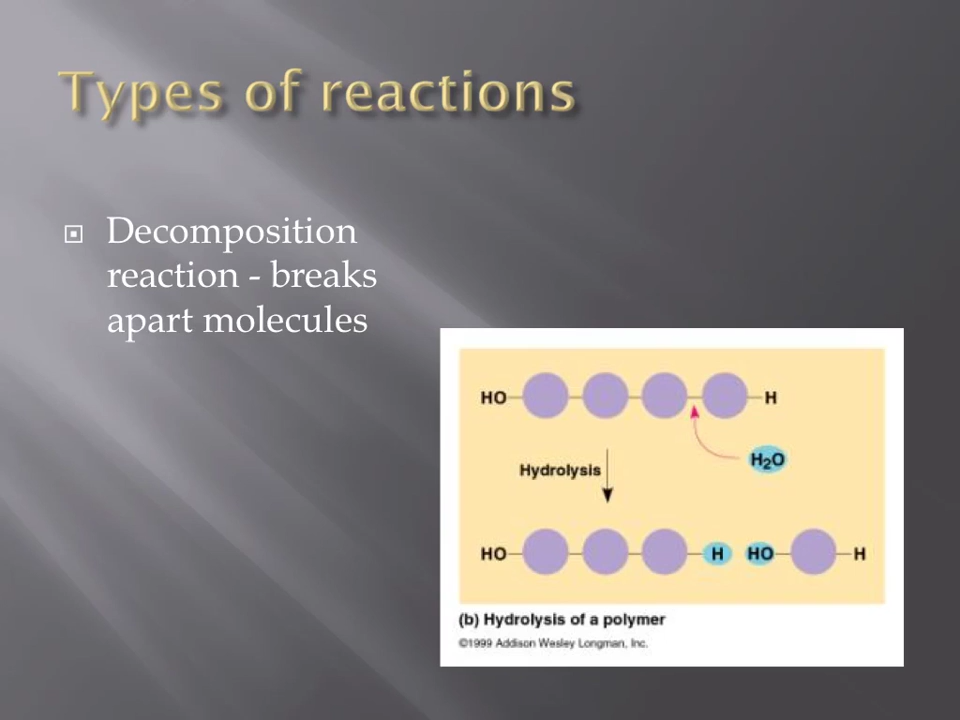 Types of reactions
Decomposition
reaction - breaks
apart molecules
HO H
H₂O
Hydrolysis
HO H HO H
(b) Hydrolysis of a polymer
©1999 Addison Wesley Longman, Inc.